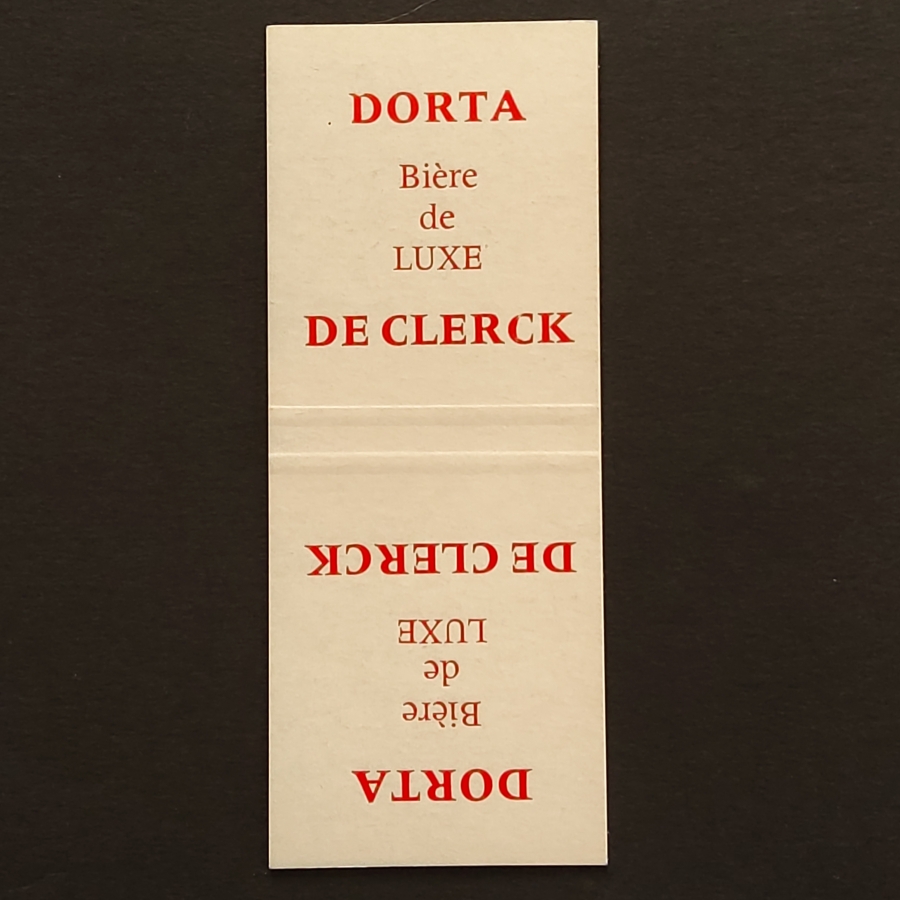 DORTA
Bière
de
LUXE
DE CLERCK
DORTA
Bière
de
LUXE
DE CLERCK